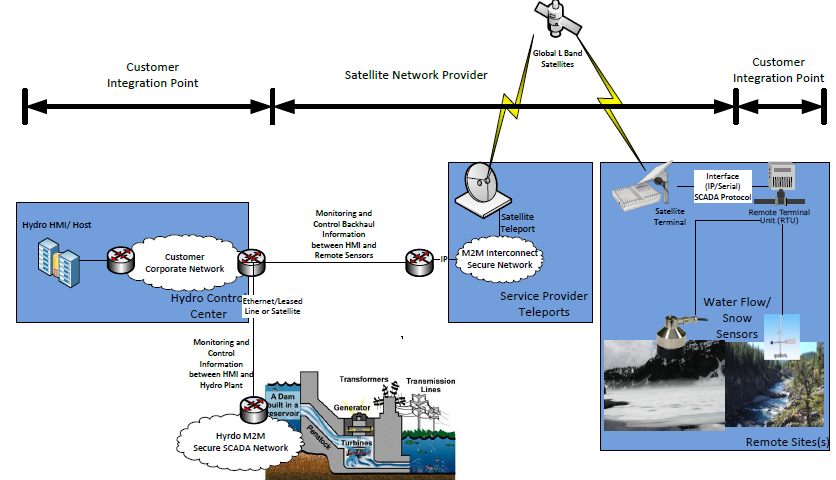 Global L Band
Satellites
Customer
Integration Point
Satellite Network Provider
Customer
Integration Point
Hydro HMI/ Host
Customer
Corporate Network
Hydro Control
Center
Monitoring and
Control Backhaul
Information
between HMI and
Remote Sensors
IP
Satellite
Teleport
M2M Interconnect
Secure Network
Service Provider
Teleports
Interface
(IP/Serial)
SCADA Protocol
Satellite
Terminal
Remote Terminal
Unit (RTU)
Water Flow/
Snow
Sensors
Remote Sites(s)
Ethernet/Leased
Line or Satellite
Monitoring and
Control
Information
between HMI and
Hydro Plant
Hyrdo M2M
Secure SCADA Network
A Dam
built in a
reservoir
Penstock
Generator
Turbines
Transformers
Transmission
Lines